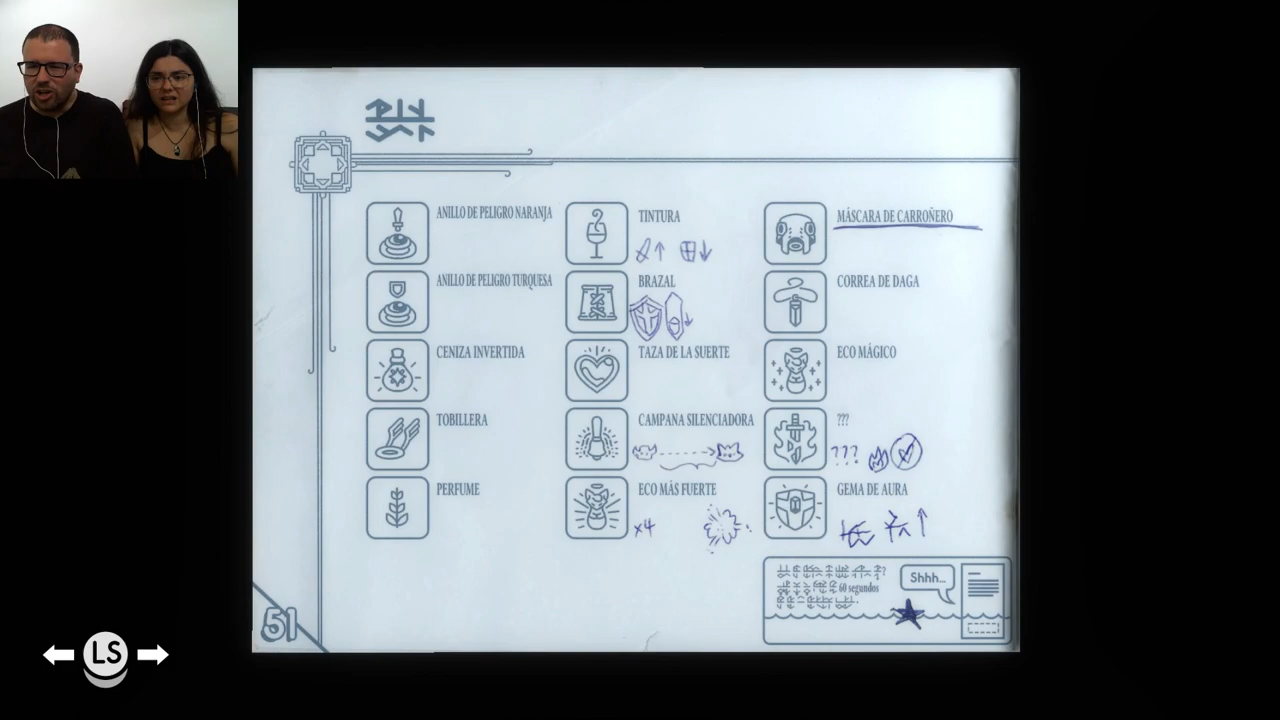 ANILLO DE PELIGRO NARANJA
ANILLO DE PELIGRO TURQUESA
CENIZA INVERTIDA
TOBILLERA
PERFUME
TINTURA
BRAZAL
TAZA DE LA SUERTE
CAMPANA SILENCIADORA
ECO MÁS FUERTE
x4
MÁSCARA DE CARROÑERO
CORREA DE DAGA
ECO MÁGICO
???
???
GEMA DE AURA
60 segundos
Shhh...
51
LS